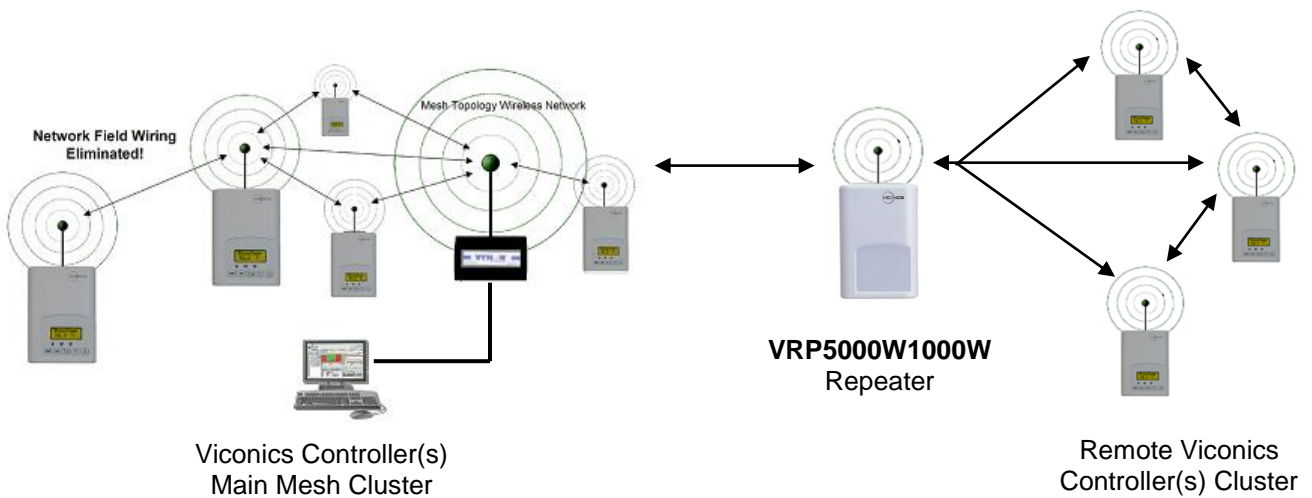 Mesh Topology Wireless Network
Network Field Wiring
Eliminated!
VRP5000W1000W
Repeater
Viconics Controller(s)
Main Mesh Cluster
Remote Viconics
Controller(s) Cluster